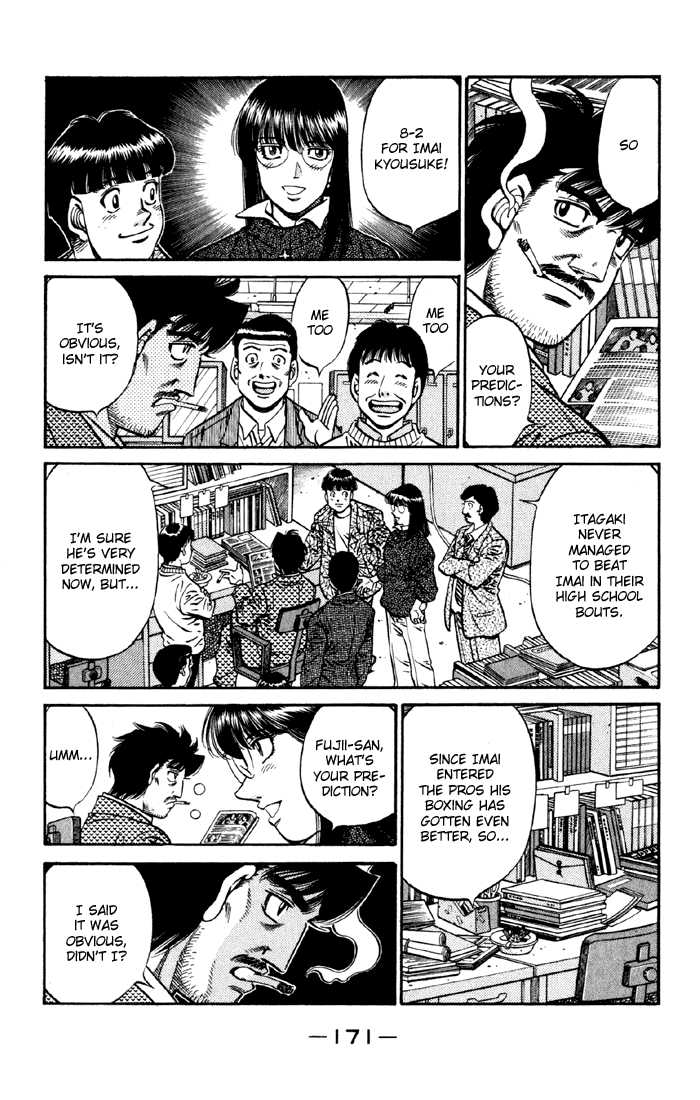 SO
YOUR
PREDIC-
TIONS?
8-2
FOR IMAI
KYOUSUKE!
ME
TOO
ME
TOO
IT'S
OBVIOUS,
ISN'T IT?
ITAGAKI
NEVER
MANAGED
TO BEAT
IMAI IN THEIR
HIGH SCHOOL
BOUTS.
I'M SURE
HE'S VERY
DETERMINED
NOW, BUT...
SINCE IMAI
ENTERED
THE PROS HIS
BOXING HAS
GOTTEN EVEN
BETTER, SO...
FUJII-SAN,
WHAT'S
YOUR PRE-
DICTION?
UMM...
I SAID
IT WAS
OBVIOUS,
DIDN'T I?
—171—